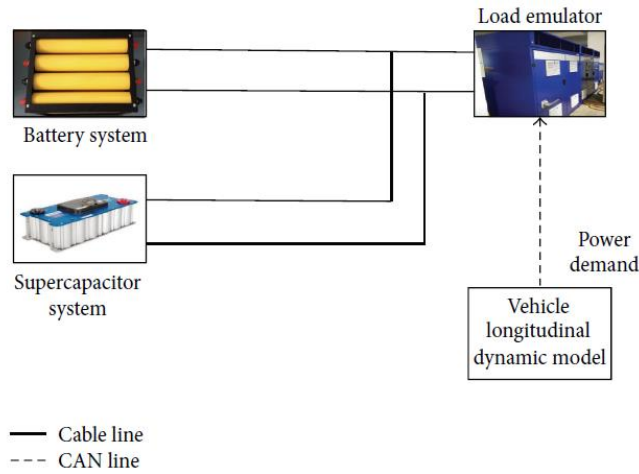 Load emulator
Battery system
Supercapacitor
system
Power
demand
Vehicle
longitudinal
dynamic model
Cable line
CAN line